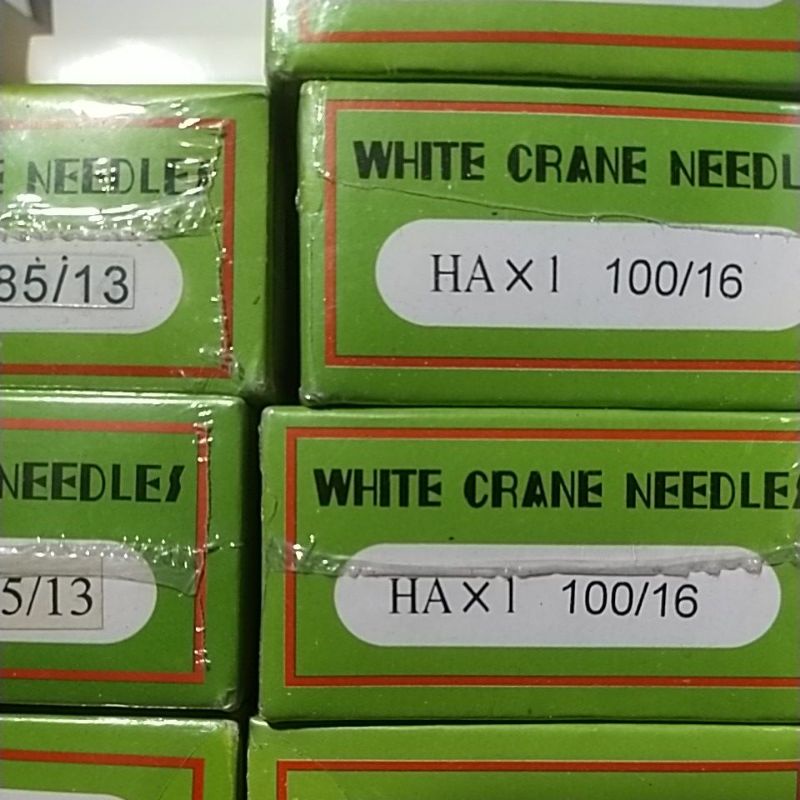 NEEDLES
85/13
WHITE CRANE NEEDL
HA×1 100/16
NEEDLES
5/13
WHITE CRANE NEEDLES
HA×1 100/16